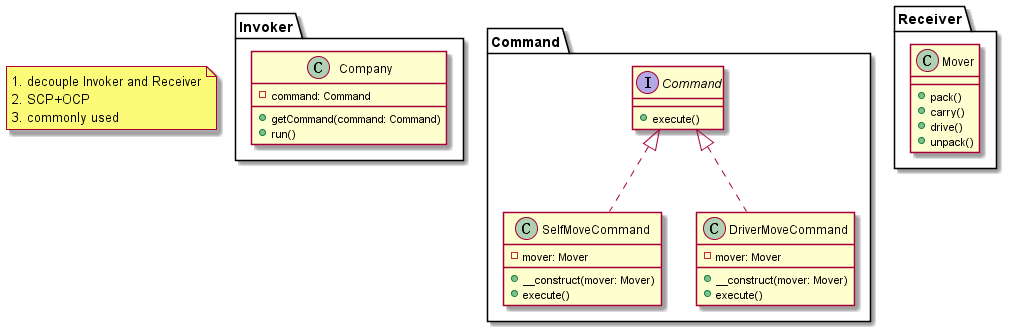 1. decouple Invoker and Receiver
2. SCP+OCP
3. commonly used
Invoker
C Company
command: Command
getCommand(command: Command)
run()
Command
I Command
execute()
C SelfMoveCommand
mover: Mover
__construct(mover: Mover)
execute()
C DriverMoveCommand
mover: Mover
__construct(mover: Mover)
execute()
Receiver
C Mover
pack()
carry()
drive()
unpack()